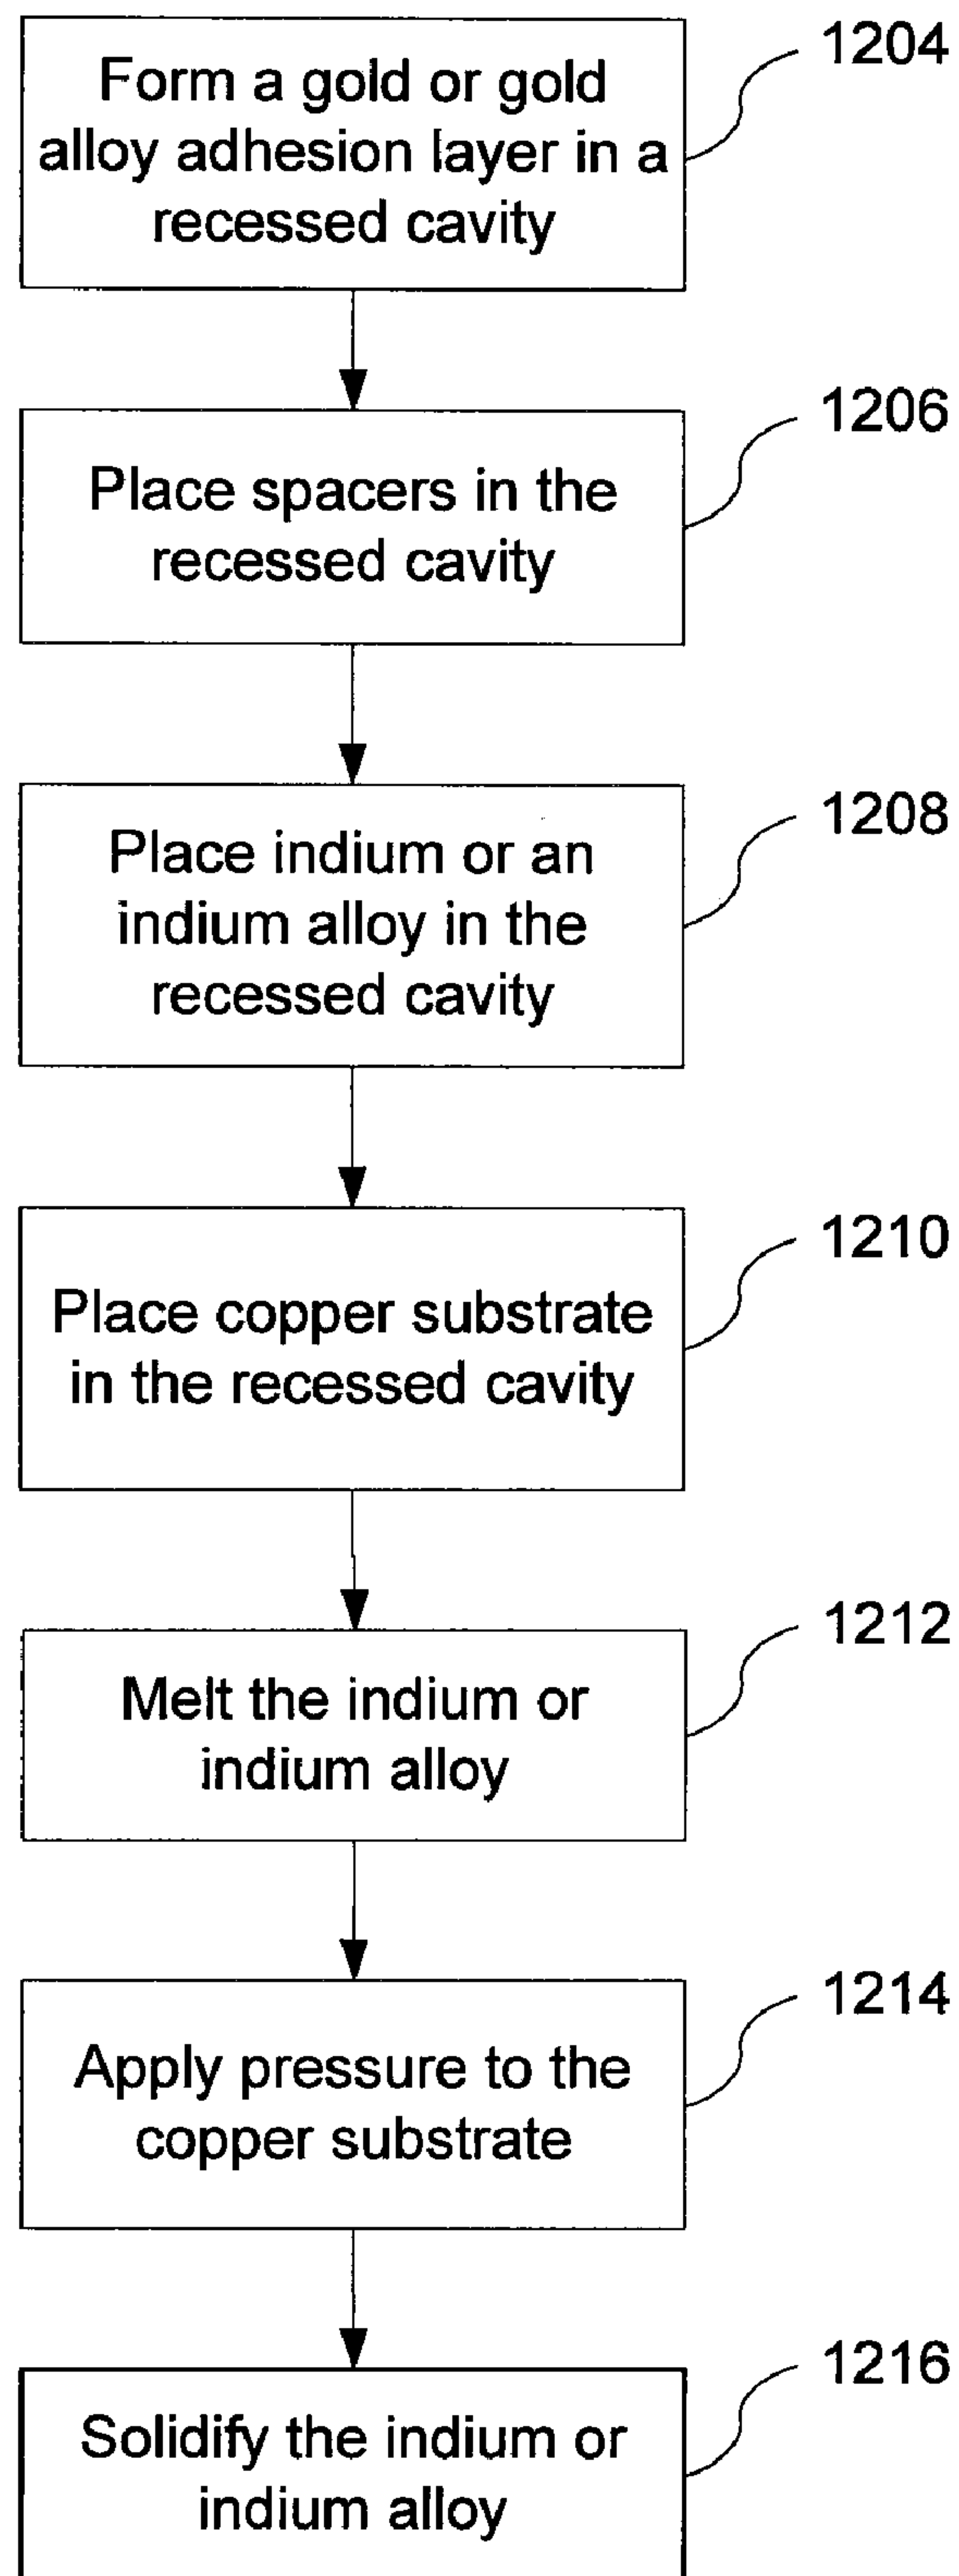 Form a gold or gold
alloy adhesion layer in a
recessed cavity
1204
Place spacers in the
recessed cavity
1206
Place indium or an
indium alloy in the
recessed cavity
1208
Place copper substrate
in the recessed cavity
1210
Melt the indium or
indium alloy
1212
Apply pressure to the
copper substrate
1214
Solidify the indium or
indium alloy
1216